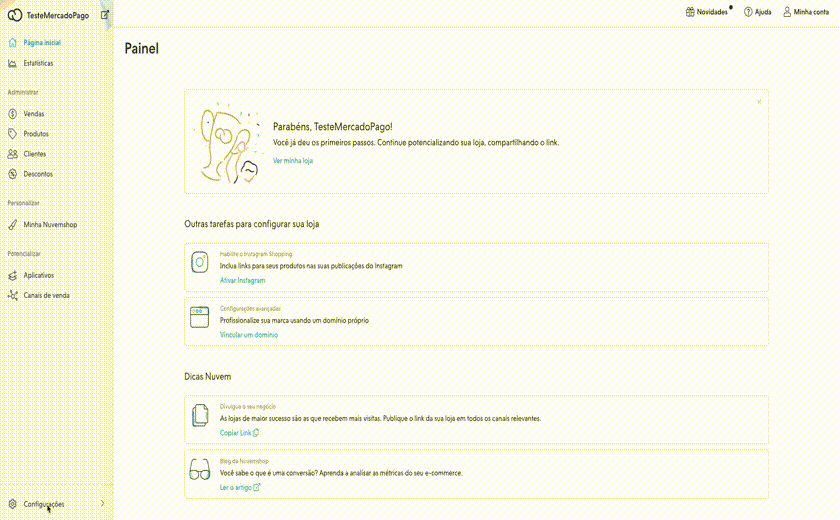 TesteMercadoPago
Novidades
Ajuda
Minha conta
Página inicial
Estatísticas
Administrar
Vendas
Produtos
Clientes
Descontos
Personalizar
Minha Nuvemshop
Potencializar
Aplicativos
Canais de venda
Configurações
Painel
Parabéns, TesteMercadoPago!
Você já deu os primeiros passos. Continue potencializando sua loja, compartilhando o link.
Ver minha loja
Outras tarefas para configurar sua loja
Habilite o Instagram Shopping
Inclua links para seus produtos nas suas publicações do Instagram
Ativar Instagram
Configurações avançadas
Profissionalize sua marca usando um domínio próprio
Vincular um domínio
Dicas Nuvem
Divulgue o seu negócio
As lojas de maior sucesso são as que recebem mais visitas. Publique o link da sua loja em todos os canais relevantes.
Copiar Link
Blog da Nuvemshop
Você sabe o que é uma conversão? Aprenda a analisar as métricas do seu e-commerce.
Ler o artigo